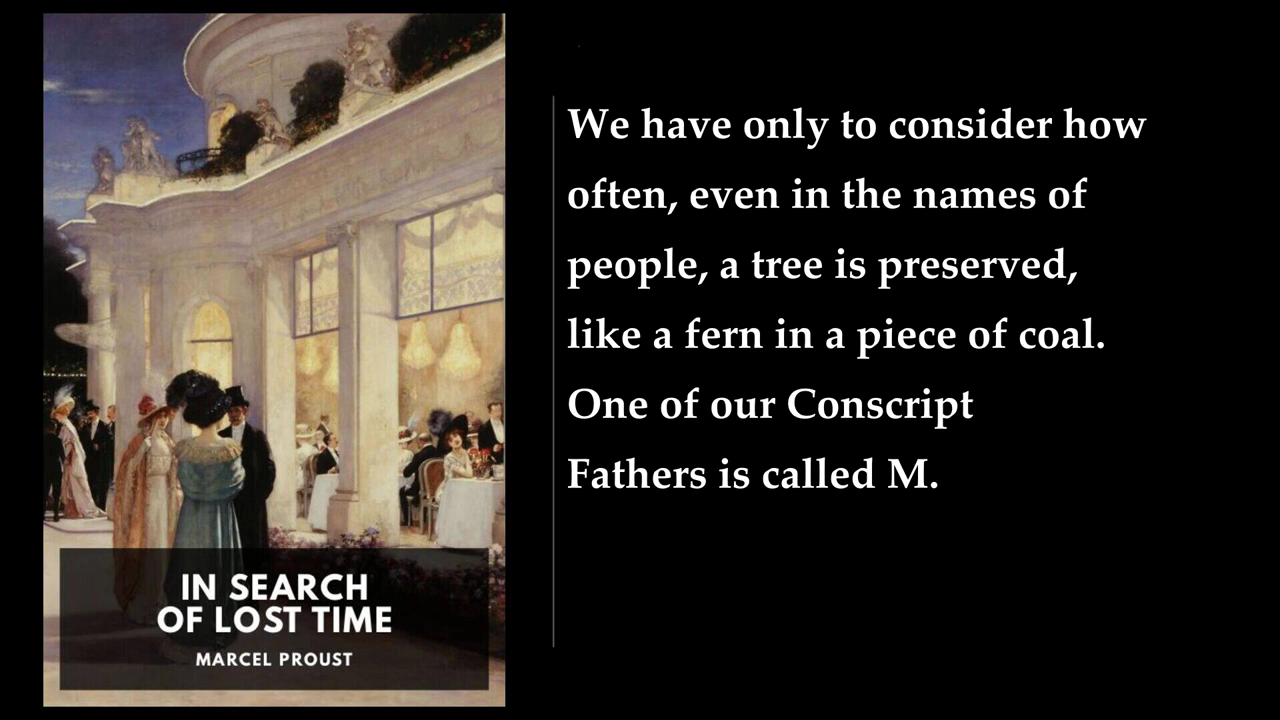 IN SEARCH
OF LOST TIME
MARCEL PROUST
We have only to consider how
often, even in the names of
people, a tree is preserved,
like a fern in a piece of coal.
One of our Conscript
Fathers is called M.